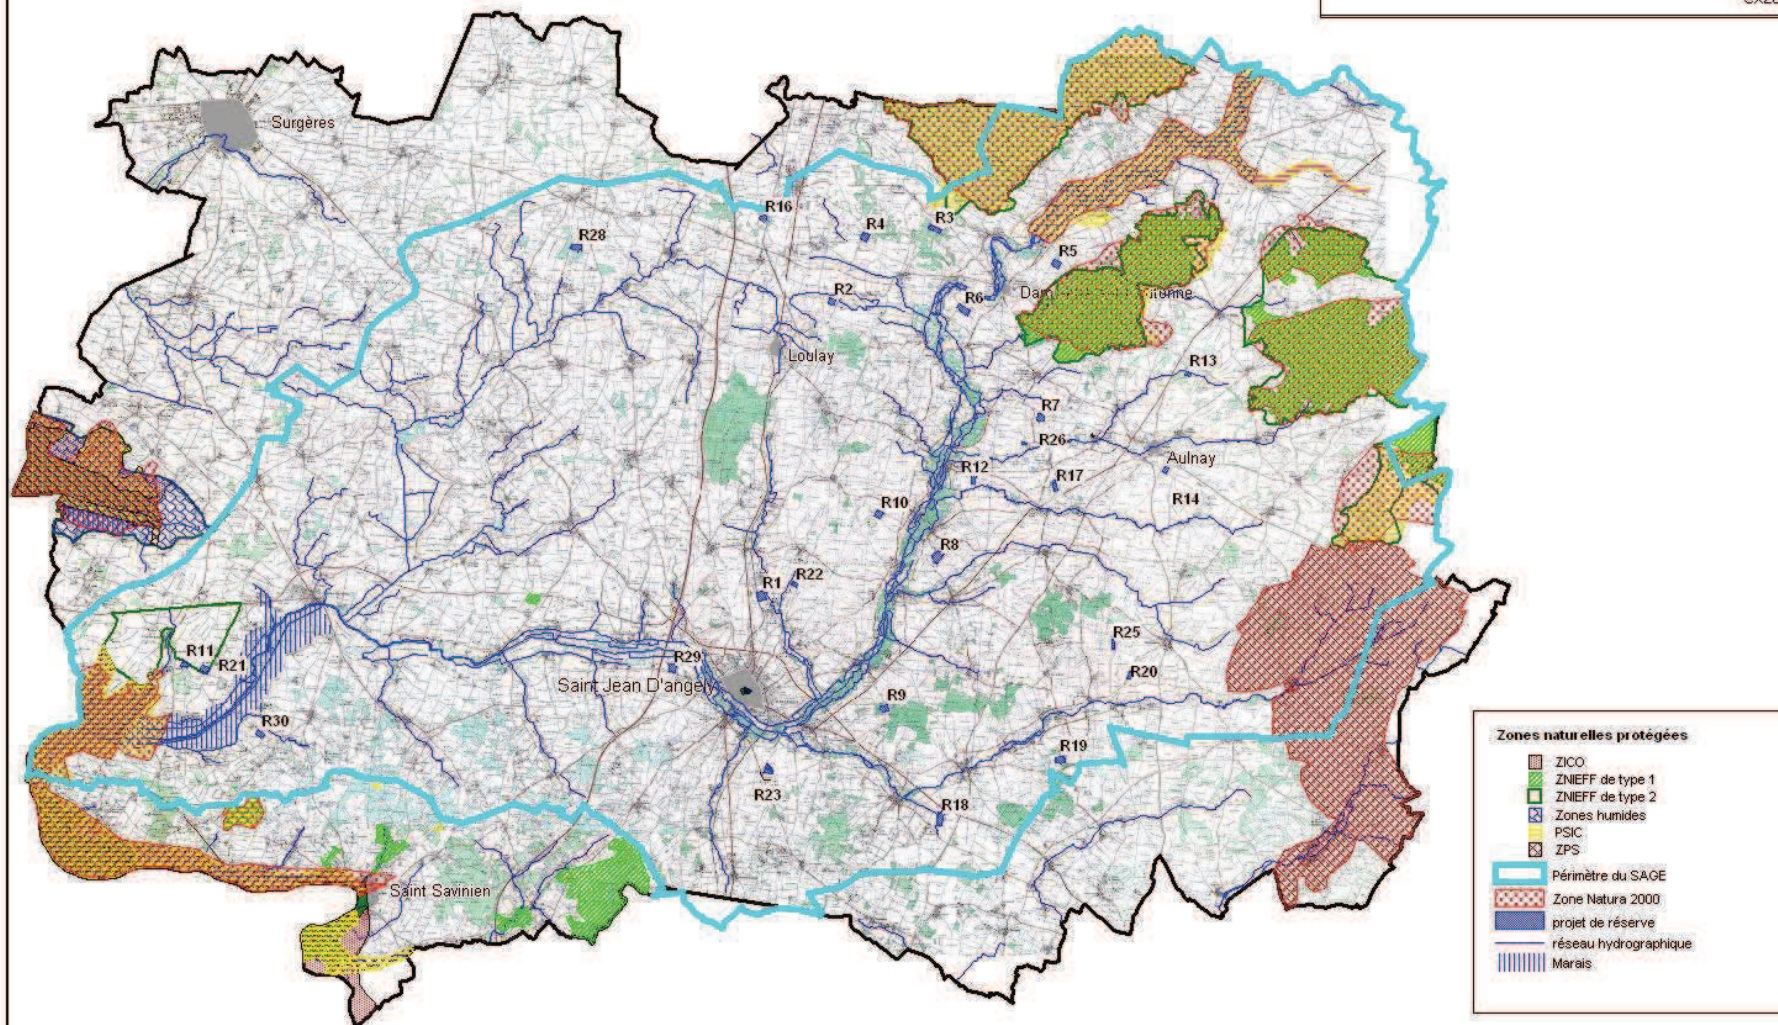 Surgères
R16
R4
R3
R28
R5
R2
R6
Loulay
R13
R7
R26
Aulnay
R12
R17
R14
R10
R8
R1
R22
R25
R11
R21
R29
R20
Saint Jean D'angely
R9
R30
R19
R23
R18
Saint Savinien
Zones naturelles protégées
ZICO
ZNIEFF de type 1
ZNIEFF de type 2
Zones humides
PSIC
ZPS
Périmètre du SAGE
Zone Natura 2000
projet de réserve
réseau hydrographique
Marais